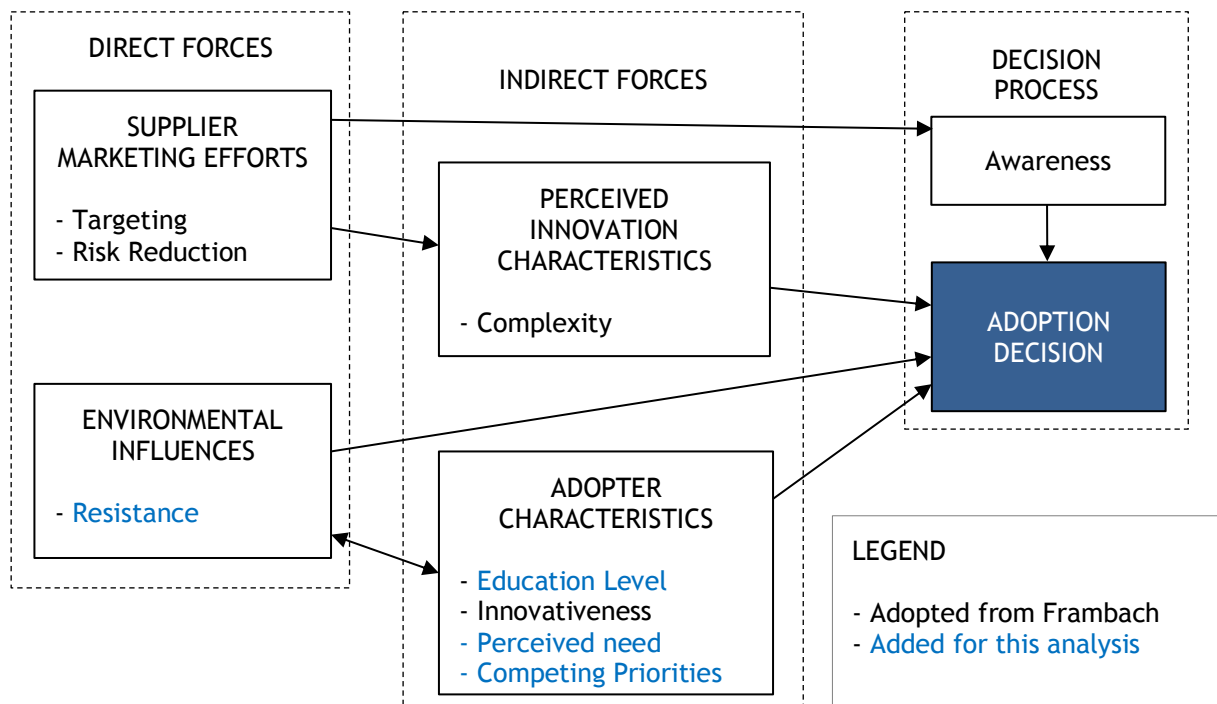 DIRECT FORCES
SUPPLIER
MARKETING EFFORTS
- Targeting
- Risk Reduction
ENVIRONMENTAL
INFLUENCES
- Resistance
INDIRECT FORCES
PERCEIVED
INNOVATION
CHARACTERISTICS
- Complexity
ADOPTER
CHARACTERISTICS
- Education Level
- Innovativeness
- Perceived need
- Competing Priorities
DECISION
PROCESS
Awareness
ADOPTION
DECISION
LEGEND
- Adopted from Frambach
- Added for this analysis